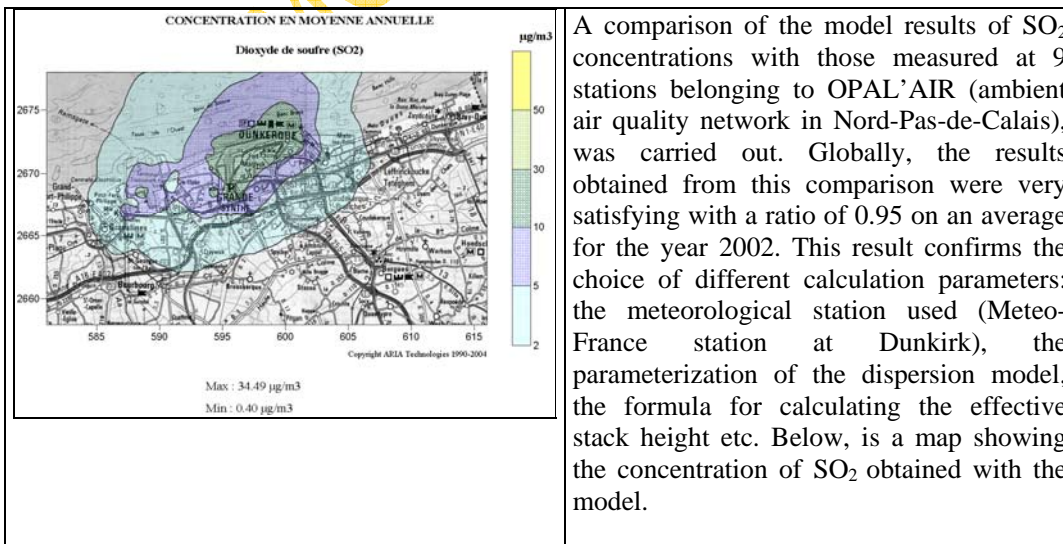 CONCENTRATION EN MOYENNE ANNUELLE
Dioxyde de soufre (SO2)
µg/m3
50
30
10
5
2
2675
2670
2665
2660
585
590
595
600
605
610
615
DUNKERQUE
GRANDE
SYNTHE
Leffrinckoucke
Teteghem
Gravelines
Bourbourg
Copyright ARIA Technologies 1990-2004
Max : 34.49 µg/m3
Min : 0.40 µg/m3
A comparison of the model results of SO2
concentrations with those measured at 9
stations belonging to OPAL’AIR (ambient
air quality network in Nord-Pas-de-Calais),
was carried out. Globally, the results
obtained from this comparison were very
satisfying with a ratio of 0.95 on an average
for the year 2002. This result confirms the
choice of different calculation parameters:
the meteorological station used (Meteo-
France station at Dunkirk), the
parameterization of the dispersion model,
the formula for calculating the effective
stack height etc. Below, is a map showing
the concentration of SO2 obtained with the
model.